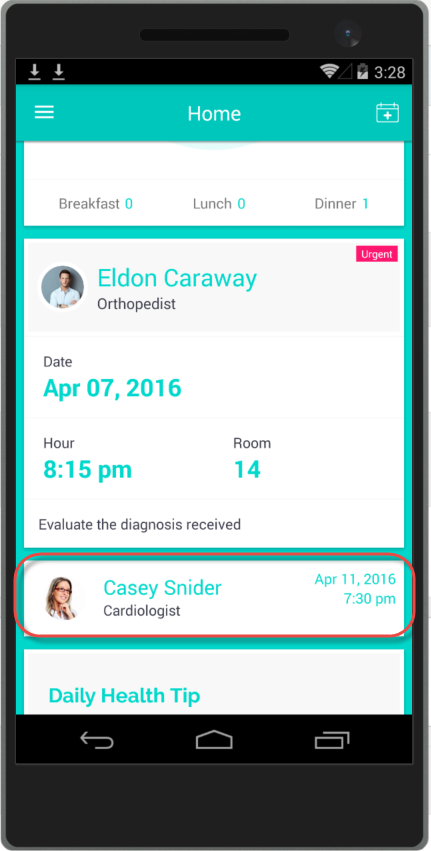 3:28
Home
Breakfast 0 Lunch 0 Dinner 1
Urgent
Eldon Caraway
Orthopedist
Date
Apr 07, 2016
Hour Room
8:15 pm 14
Evaluate the diagnosis received
Casey Snider Apr 11, 2016
Cardiologist 7:30 pm
Daily Health Tip